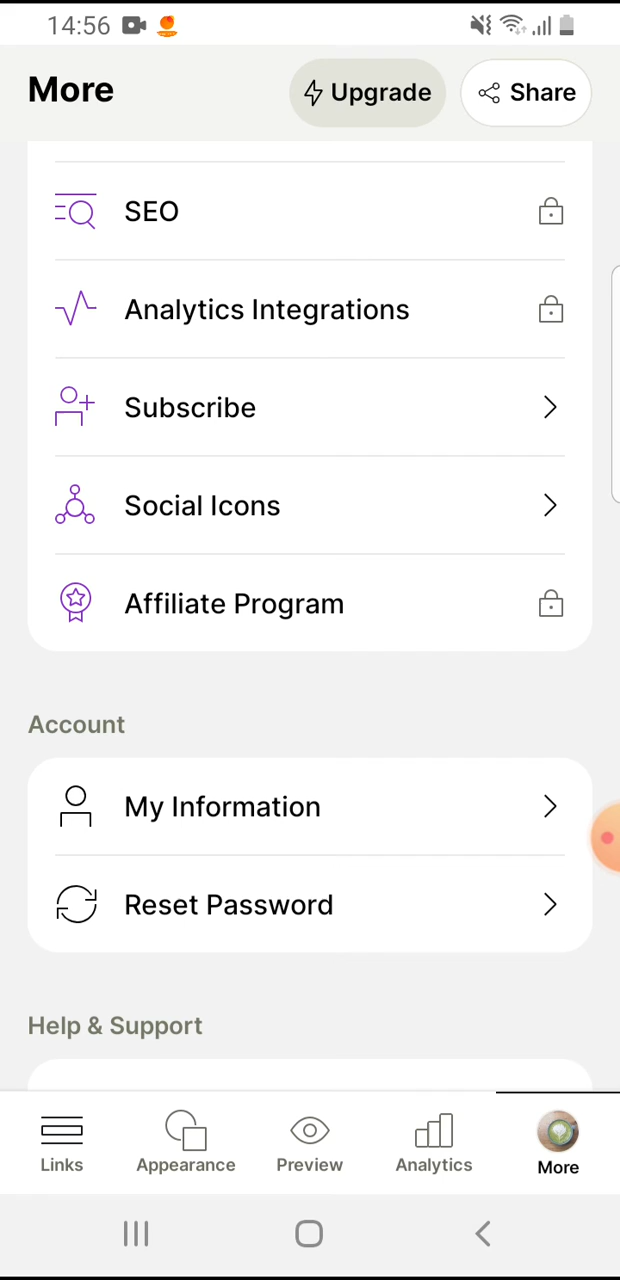 14:56
More
Upgrade
Share
SEO
Analytics Integrations
Subscribe
Social Icons
Affiliate Program
Account
My Information
Reset Password
Help & Support
Links
Appearance
Preview
Analytics
More